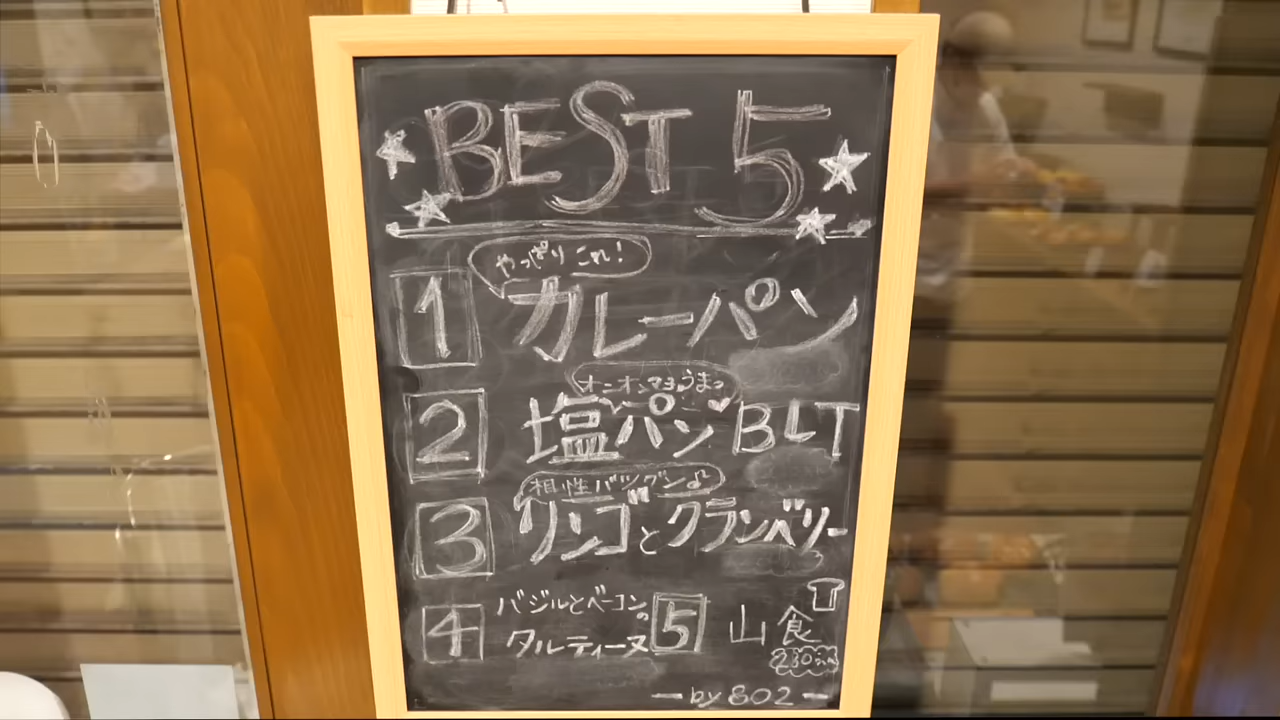 BEST 5
やっぱりこれ!
1 カレーパン
オニオンマヨうまっ
2 塩パンBLT
相性バツグン♪
3 リンゴとクランベリー
4 バジルとベーコンの
タルティーヌ
5 山食
by 802